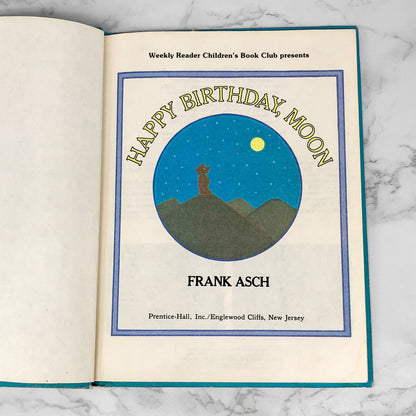 Weekly Reader Children's Book Club presents
HAPPY BIRTHDAY, MOON
FRANK ASCH
Prentice-Hall, Inc./Englewood Cliffs, New Jersey